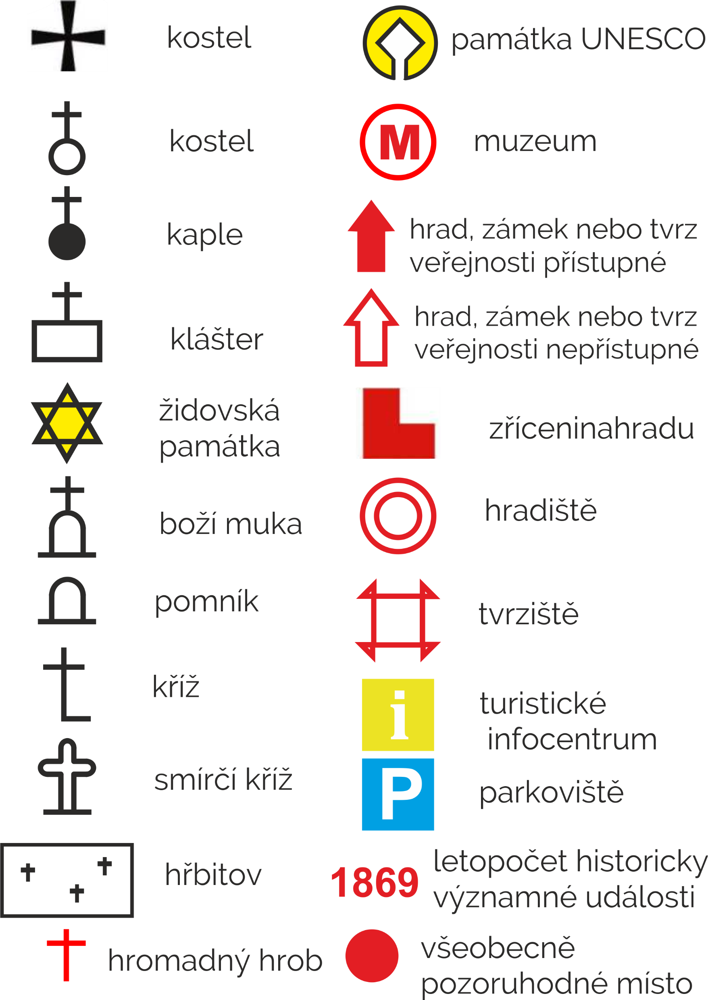 kostel
kostel
kaple
klášter
židovská
památka
boží muka
pomník
kříž
smírčí kříž
hřbitov
hromadný hrob
památka UNESCO
M
muzeum
hrad, zámek nebo tvrz
veřejnosti přístupné
hrad, zámek nebo tvrz
veřejnosti nepřístupné
zříceninahradu
hradiště
tvrziště
i
turistické
infocentrum
P
parkoviště
1869
letopočet historicky
významné události
všeobecně
pozoruhodné místo